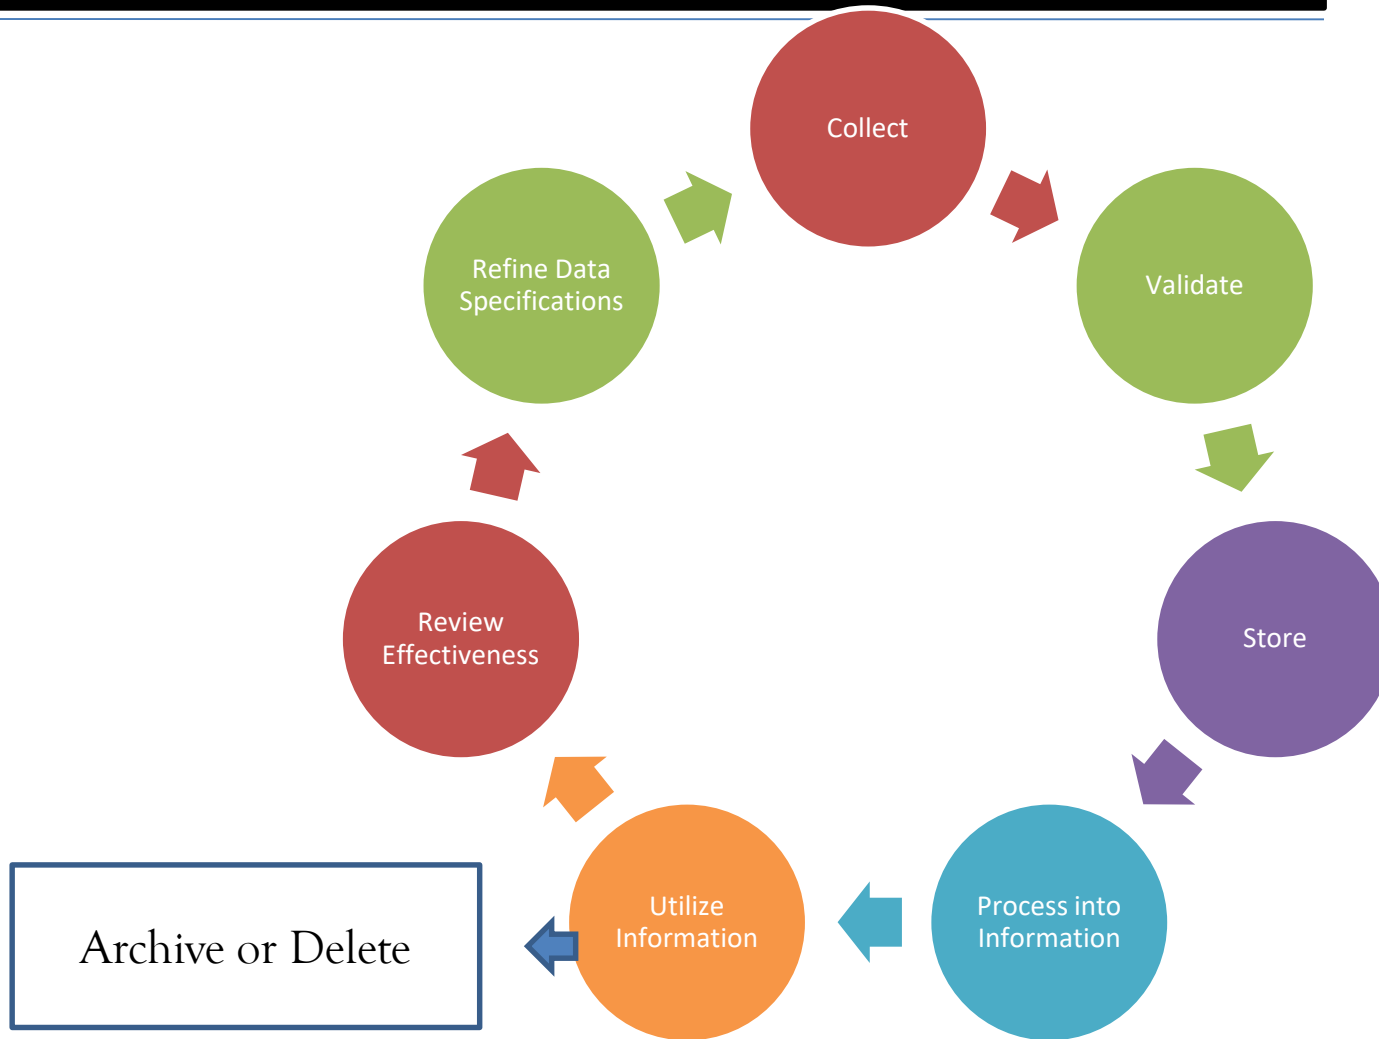 Collect
Validate
Store
Process into
Information
Utilize
Information
Archive or Delete
Review
Effectiveness
Refine Data
Specifications